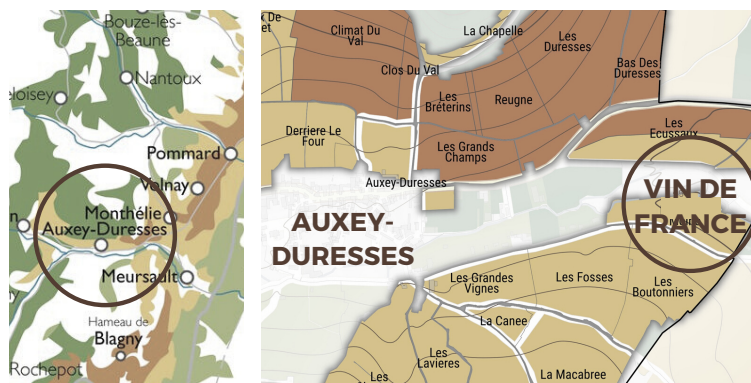 Bouze-lès-
Beaune
Nantoux
eloisey
Pommard
Volnay
Monthélie
Auxey-Duresses
Meursault
Hameau de
Blagny
Rochepot
Climat Du
Val
La Chapelle
Les
Duresses
Clos Du Val
Bas Des
Duresses
Les
Bréterins
Reugne
Les
Ecussaux
Derriere Le
Four
Les Grands
Champs
Auxey-Duresses
AUXEY-
DURESSES
VIN DE
FRANCE
Les Grandes
Vignes
Les Fosses
Les
Boutonniers
La Canee
Les
Lavieres
La Macabree
Les